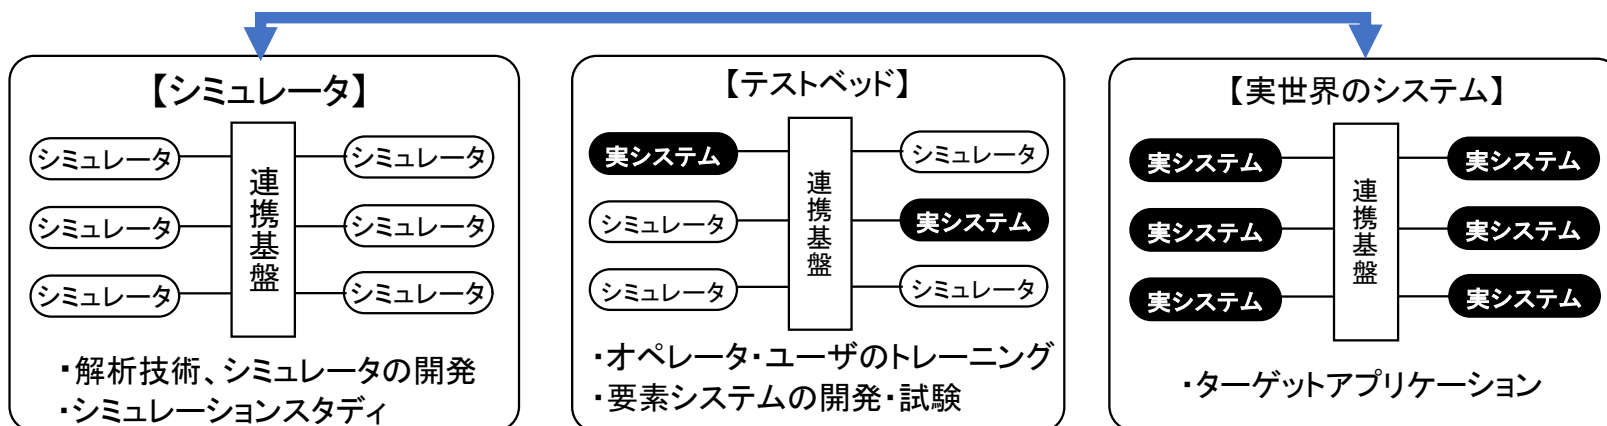 【シミュレータ】
シミュレータ
シミュレータ
シミュレータ
連携基盤
シミュレータ
シミュレータ
シミュレータ
・解析技術、シミュレータの開発
・シミュレーションスタディ
【テストベッド】
実システム
シミュレータ
シミュレータ
連携基盤
シミュレータ
実システム
シミュレータ
・オペレータ・ユーザのトレーニング
・要素システムの開発・試験
【実世界のシステム】
実システム
実システム
実システム
連携基盤
実システム
実システム
実システム
・ターゲットアプリケーション